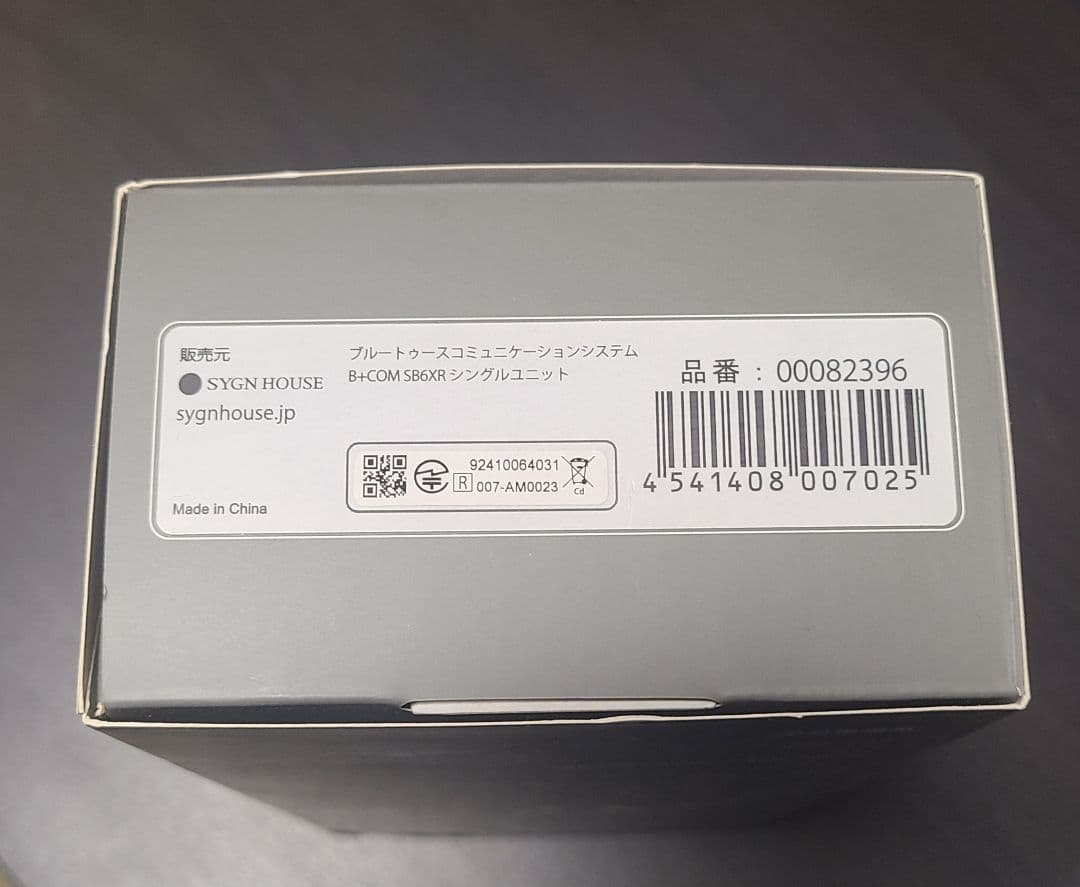 販売元
SYGN HOUSE
sygnhouse.jp
Made in China
ブルートゥースコミュニケーションシステム
B+COM SB6XR シングルユニット
92410064031
R 007-AM0023
Cd
品番 : 00082396
4 541408 007025